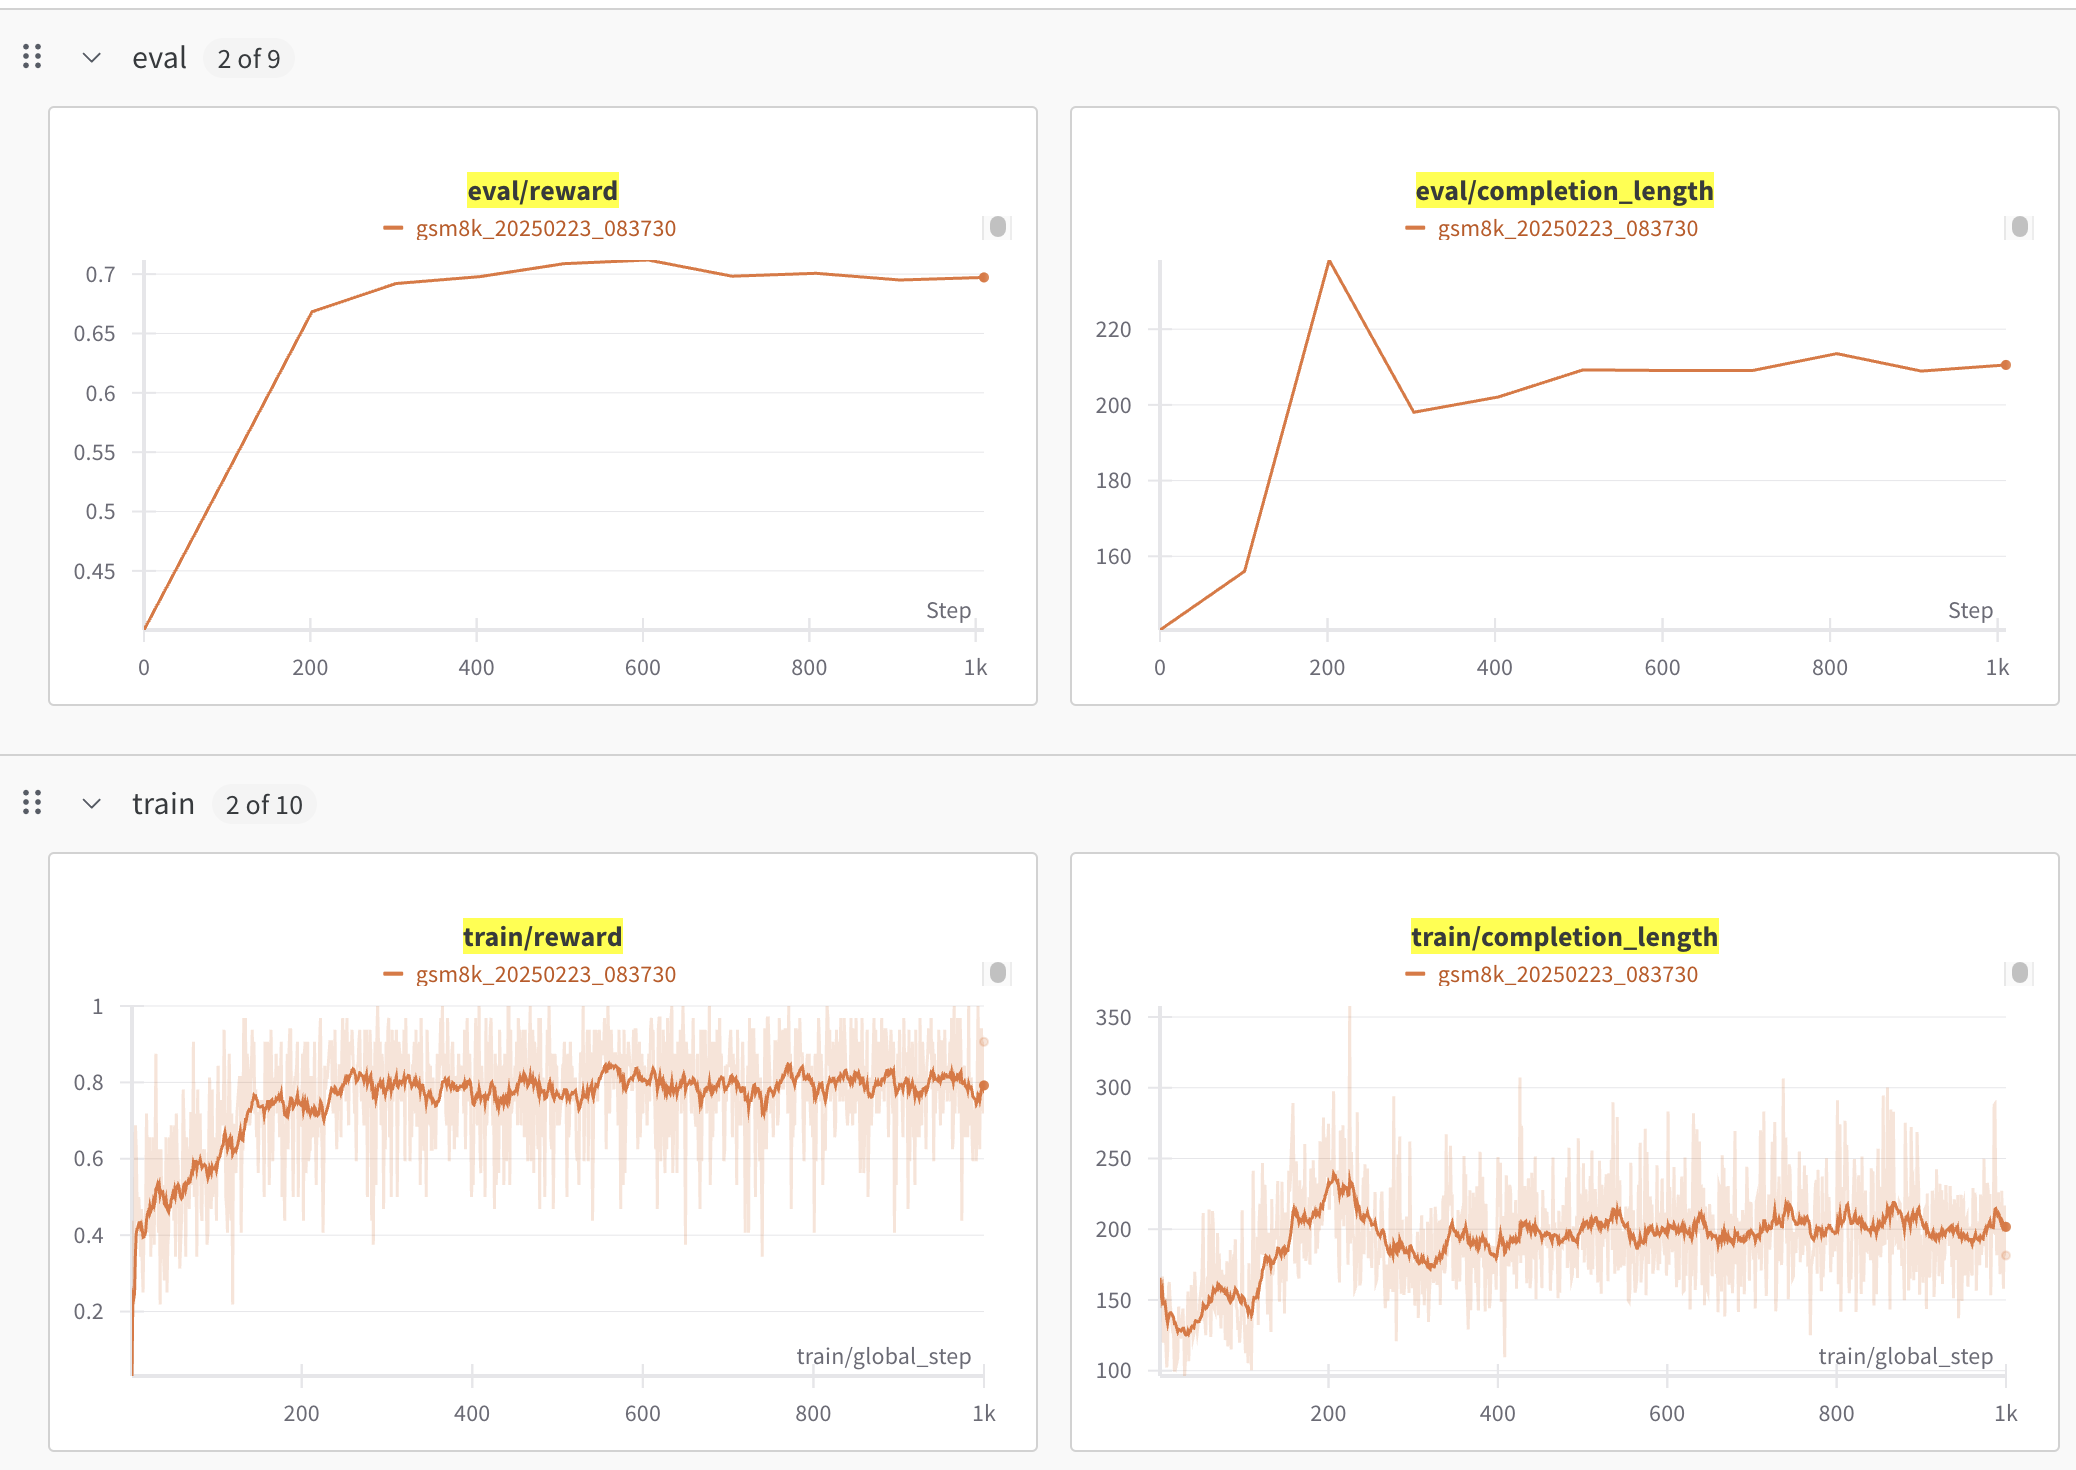 eval 2 of 9
eval/reward
gsm8k_20250223_083730
0.7
0.65
0.6
0.55
0.5
0.45
Step
0 200 400 600 800 1k
eval/completion_length
gsm8k_20250223_083730
220
200
180
160
Step
0 200 400 600 800 1k
train 2 of 10
train/reward
gsm8k_20250223_083730
1
0.8
0.6
0.4
0.2
train/global_step
200 400 600 800 1k
train/completion_length
gsm8k_20250223_083730
350
300
250
200
150
100
train/global_step
200 400 600 800 1k